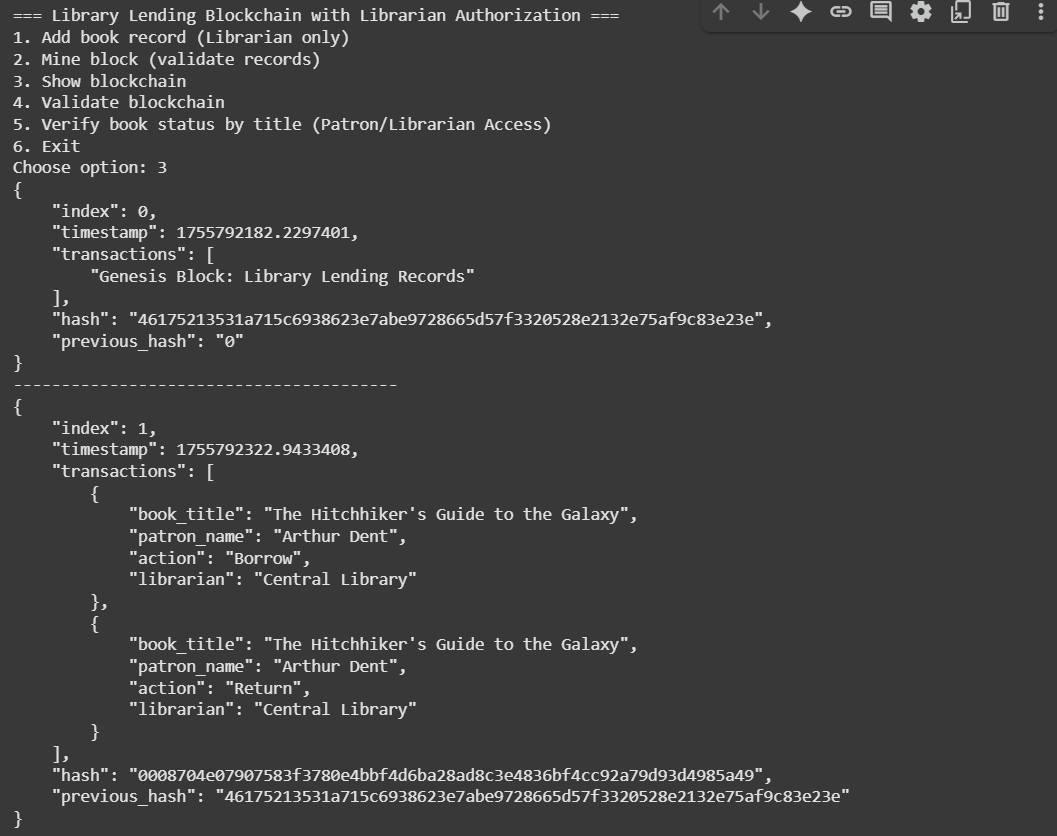 === Library Lending Blockchain with Librarian Authorization ===
1. Add book record (Librarian only)
2. Mine block (validate records)
3. Show blockchain
4. Validate blockchain
5. Verify book status by title (Patron/Librarian Access)
6. Exit
Choose option: 3
{
    "index": 0,
    "timestamp": 1755792182.2297401,
    "transactions": [
        "Genesis Block: Library Lending Records"
    ],
    "hash": "46175213531a715c6938623e7abe9728665d57f3320528e2132e75af9c83e23e",
    "previous_hash": "0"
}
----------------------------------------
{
    "index": 1,
    "timestamp": 1755792322.9433408,
    "transactions": [
        {
            "book_title": "The Hitchhiker's Guide to the Galaxy",
            "patron_name": "Arthur Dent",
            "action": "Borrow",
            "librarian": "Central Library"
        },
        {
            "book_title": "The Hitchhiker's Guide to the Galaxy",
            "patron_name": "Arthur Dent",
            "action": "Return",
            "librarian": "Central Library"
        }
    ],
    "hash": "0008704e07907583f3780e4bbf4d6ba28ad8c3e4836bf4cc92a79d93d4985a49",
    "previous_hash": "46175213531a715c6938623e7abe9728665d57f3320528e2132e75af9c83e23e"
}